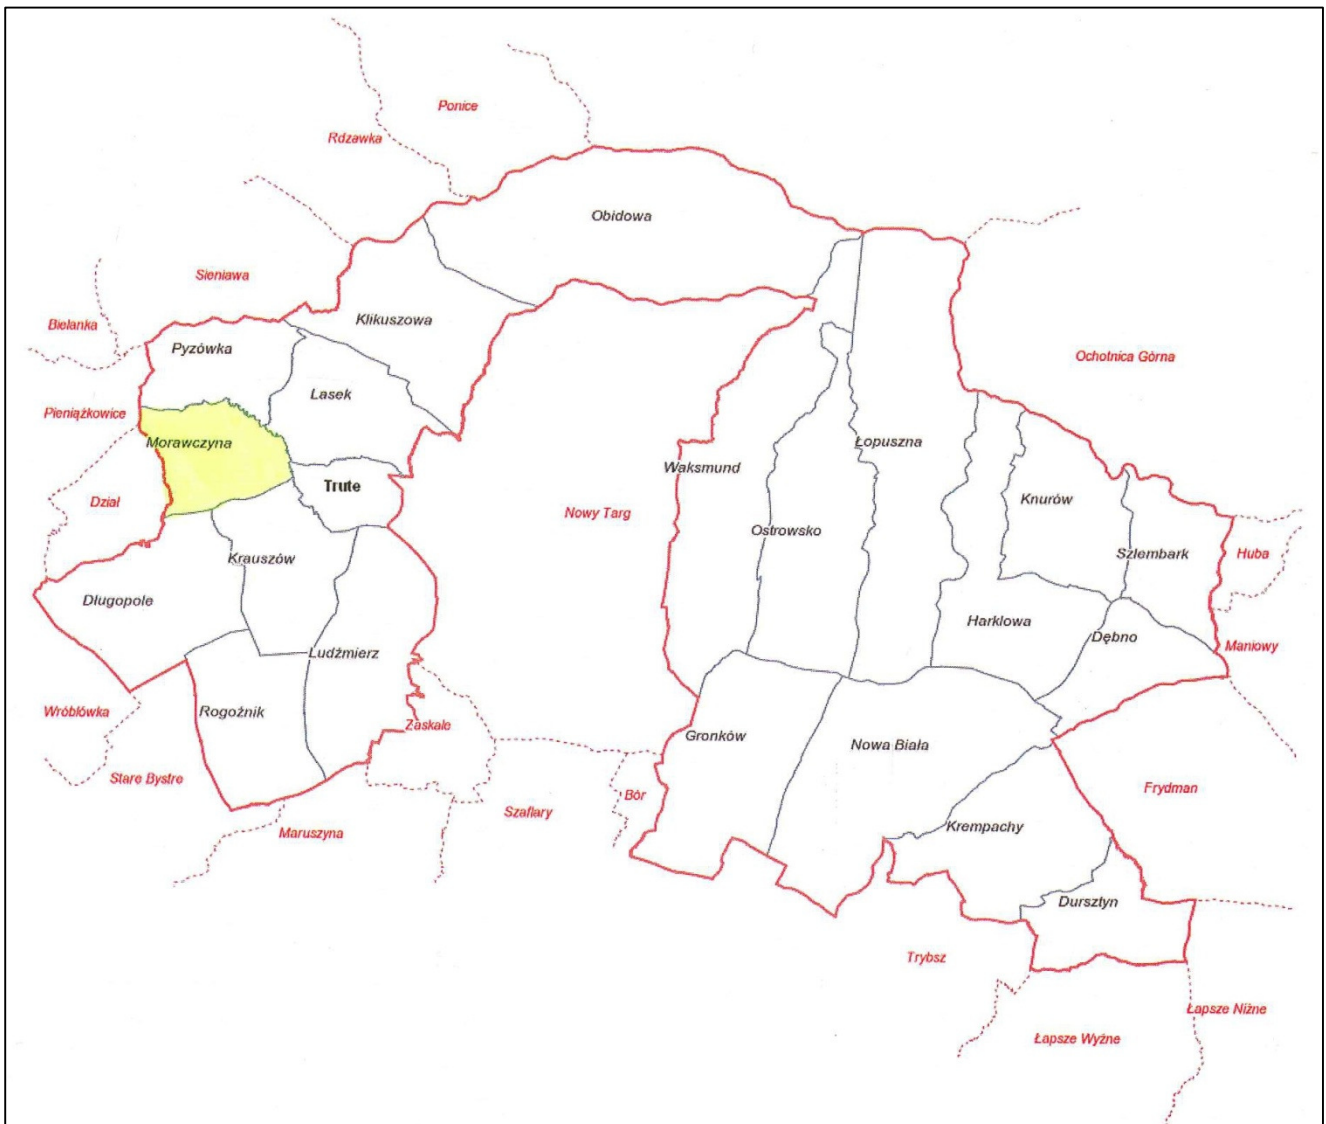 Ponice
Rdzawka
Obidowa
Sieniawa
Bielanka
Klikuszowa
Pyzówka
Ochotnica Górna
Lasek
Pieniążkowice
Morawczyna
Łopuszna
Waksmund
Trute
Knurów
Dział
Nowy Targ
Ostrowsko
Szlembark
Huba
Krauszów
Długopole
Harklowa
Dębno
Maniowy
Ludźmierz
Wróblówka
Rogoźnik
Zaskale
Gronków
Nowa Biała
Stare Bystre
Frydman
Bór
Szaflary
Maruszyna
Krempachy
Dursztyn
Trybsz
Łapsze Niżne
Łapsze Wyżne